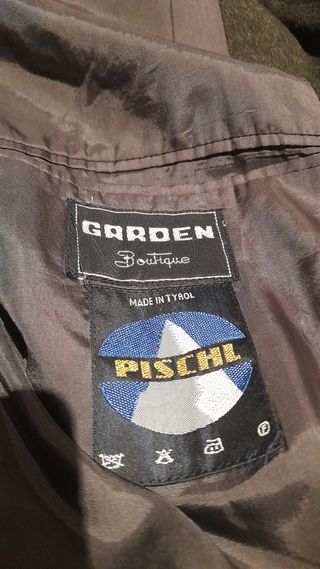 GARDEN
Boutique
MADE IN TYROL
PISCHL
P